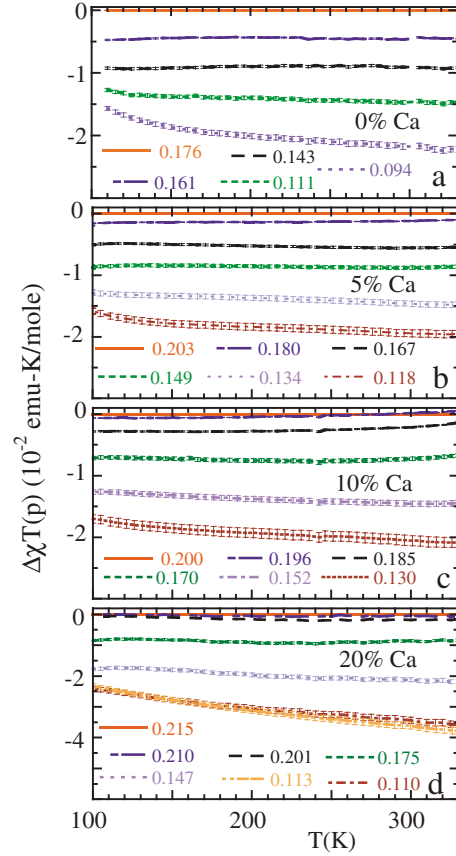 0
-1
-2
0% Ca
0.176 0.143 0.094
0.161 0.111
a
0
-1
-2
5% Ca
0.203 0.180 0.167
0.149 0.134 0.118
b
0
-1
-2
10% Ca
0.200 0.196 0.185
0.170 0.152 0.130
c
0
-2
-4
20% Ca
0.215
0.210 0.201 0.175
0.147 0.113 0.110
d
100 200 300
T(K)
ΔχT(p) (10⁻² emu-K/mole)